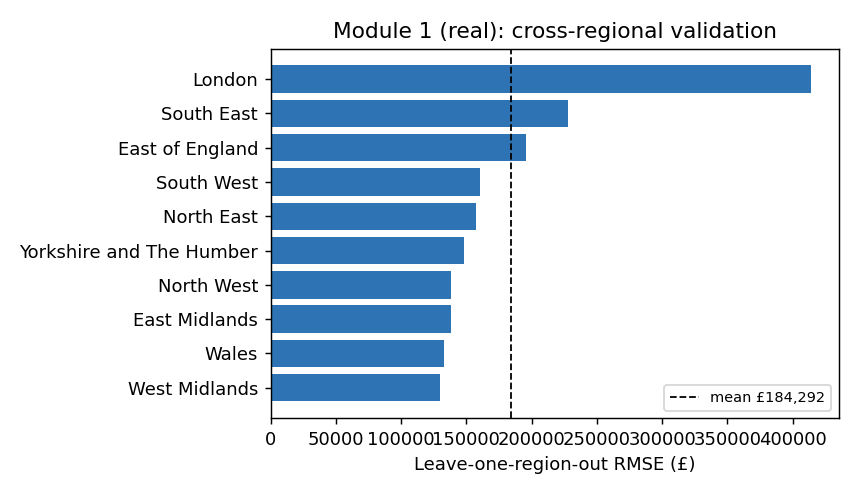 Module 1 (real): cross-regional validation
London
South East
East of England
South West
North East
Yorkshire and The Humber
North West
East Midlands
Wales
West Midlands
mean £184,292
0 50000 100000 150000 200000 250000 300000 350000 400000
Leave-one-region-out RMSE (£)